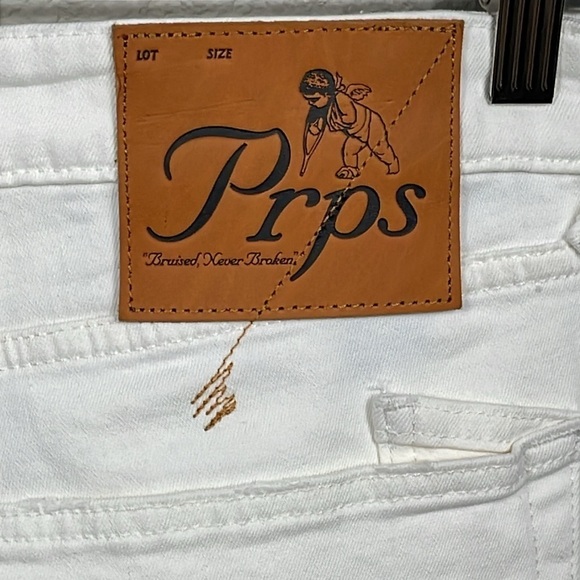 LOT SIZE
Prps
"Bruised, Never Broken."